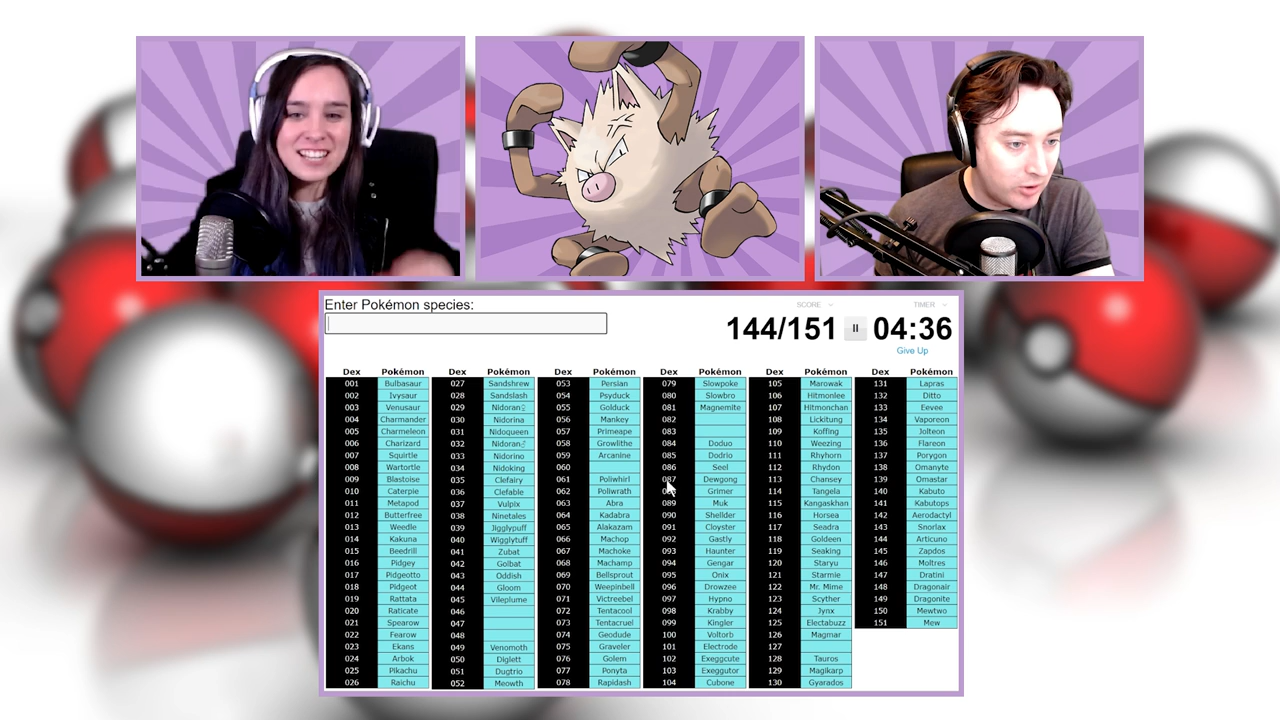 Enter Pokémon species:
SCORE TIMER
144/151 04:36
Give Up
Dex Pokémon Dex Pokémon Dex Pokémon Dex Pokémon Dex Pokémon Dex Pokémon
001 Bulbasaur 027 Sandshrew 053 Persian 079 Slowpoke 105 Marowak 131 Lapras
002 Ivysaur 028 Sandslash 054 Psyduck 080 Slowbro 106 Hitmonlee 132 Ditto
003 Venusaur 029 Nidoran♀ 055 Golduck 081 Magnemite 107 Hitmonchan 133 Eevee
004 Charmander 030 Nidorina 056 Mankey 082 108 Lickitung 134 Vaporeon
005 Charmeleon 031 Nidoqueen 057 Primeape 083 109 Koffing 135 Jolteon
006 Charizard 032 Nidoran♂ 058 Growlithe 084 Doduo 110 Weezing 136 Flareon
007 Squirtle 033 Nidorino 059 Arcanine 085 Dodrio 111 Rhyhorn 137 Porygon
008 Wartortle 034 Nidoking 060 086 Seel 112 Rhydon 138 Omanyte
009 Blastoise 035 Clefairy 061 Poliwhirl 087 Dewgong 113 Chansey 139 Omastar
010 Caterpie 036 Clefable 062 Poliwrath Grimer 114 Tangela 140 Kabuto
011 Metapod 037 Vulpix 063 Abra 089 Muk 115 Kangaskhan 141 Kabutops
012 Butterfree 038 Ninetales 064 Kadabra 090 Shellder 116 Horsea 142 Aerodactyl
013 Weedle 039 Jigglypuff 065 Alakazam 091 Cloyster 117 Seadra 143 Snorlax
014 Kakuna 040 Wigglytuff 066 Machop 092 Gastly 118 Goldeen 144 Articuno
015 Beedrill 041 Zubat 067 Machoke 093 Haunter 119 Seaking 145 Zapdos
016 Pidgey 042 Golbat 068 Machamp 094 Gengar 120 Staryu 146 Moltres
017 Pidgeotto 043 Oddish 069 Bellsprout 095 Onix 121 Starmie 147 Dratini
018 Pidgeot 044 Gloom 070 Weepinbell 096 Drowzee 122 Mr. Mime 148 Dragonair
019 Rattata 045 Vileplume 071 Victreebel 097 Hypno 123 Scyther 149 Dragonite
020 Raticate 046 072 Tentacool 098 Krabby 124 Jynx 150 Mewtwo
021 Spearow 047 073 Tentacruel 099 Kingler 125 Electabuzz 151 Mew
022 Fearow 048 074 Geodude 100 Voltorb 126 Magmar
023 Ekans 049 Venomoth 075 Graveler 101 Electrode 127
024 Arbok 050 Diglett 076 Golem 102 Exeggcute 128 Tauros
025 Pikachu 051 Dugtrio 077 Ponyta 103 Exeggutor 129 Magikarp
026 Raichu 052 Meowth 078 Rapidash 104 Cubone 130 Gyarados